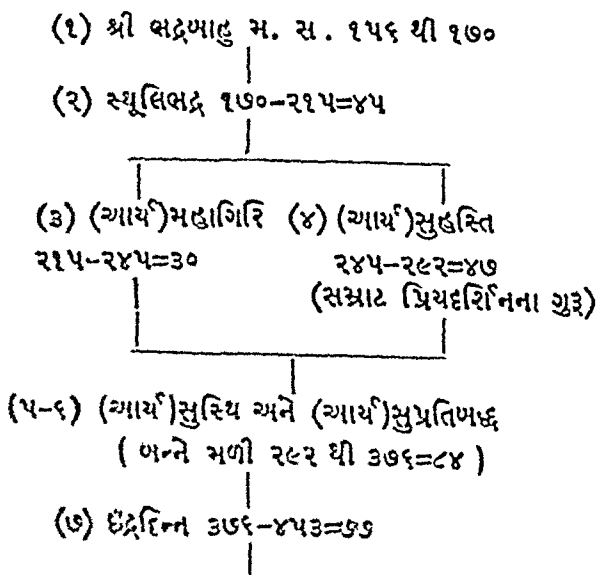 (૧) શ્રી ભદ્રબાહુ મ. સ. ૧૫૬ થી ૧૭૦
(૨) સ્થૂલિભદ્ર ૧૭૦-૨૧૫=૪૫
(૩) (આર્ય)મહાગિરિ (૪) (આર્ય)સુહસ્તિ
૨૧૫-૨૪૫=૩૦ ૨૪૫-૨૯૨=૪૭
(સમ્રાટ પ્રિયદર્શિનના ગુરૂ)
(૫-૬) (આર્ય)સુસ્થિ અને (આર્ય)સુપ્રતિબદ્ધ
( બન્ને મળી ૨૯૨ થી ૩૭૬=૮૪ )
(૭) ઇંદ્રદિન્ન ૩૭૬-૪૫૩=૭૭